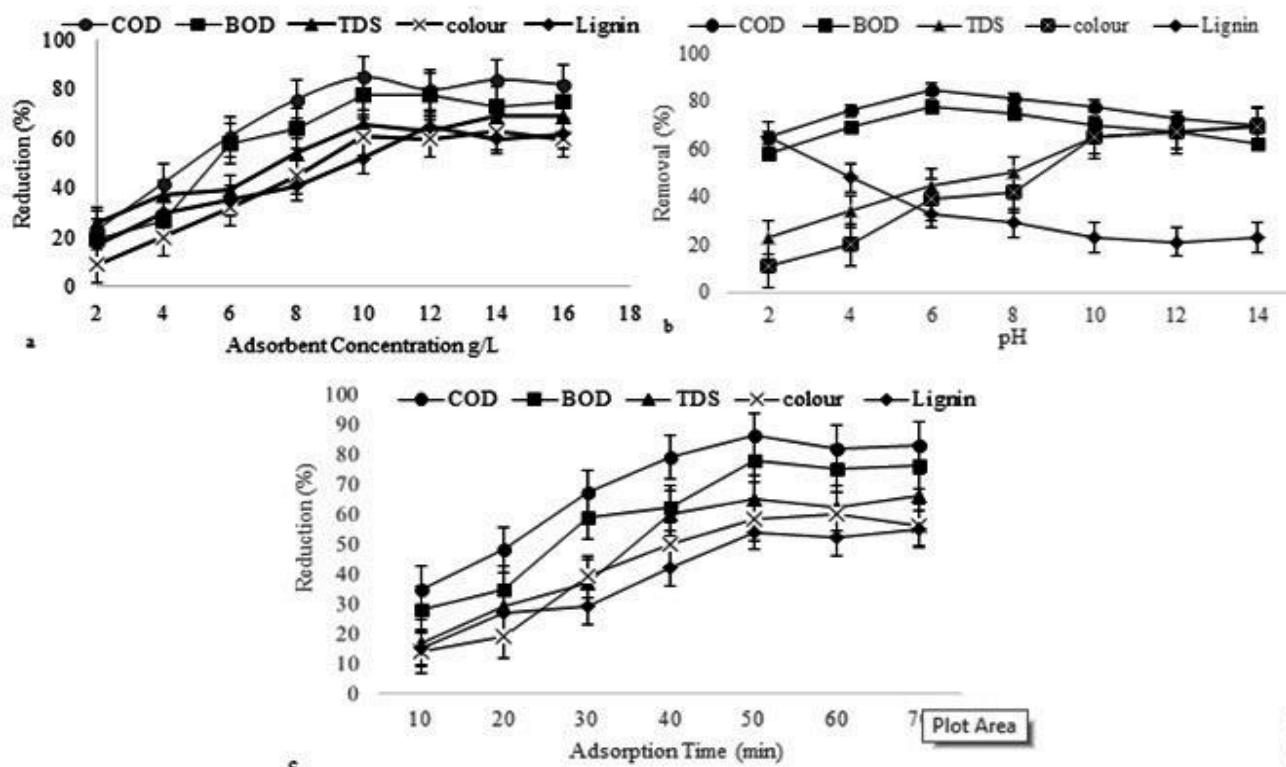 COD BOD TDS colour Lignin
100
80
60
40
20
0
Reduction (%)
2 4 6 8 10 12 14 16 18
a
Adsorbent Concentration g/L
COD BOD TDS colour Lignin
100
80
60
40
20
0
Removal (%)
2 4 6 8 10 12 14
b
pH
100
90
80
70
60
50
40
30
20
10
0
COD BOD TDS colour Lignin
Reduction (%)
10 20 30 40 50 60
Plot Area
Adsorption Time (min)